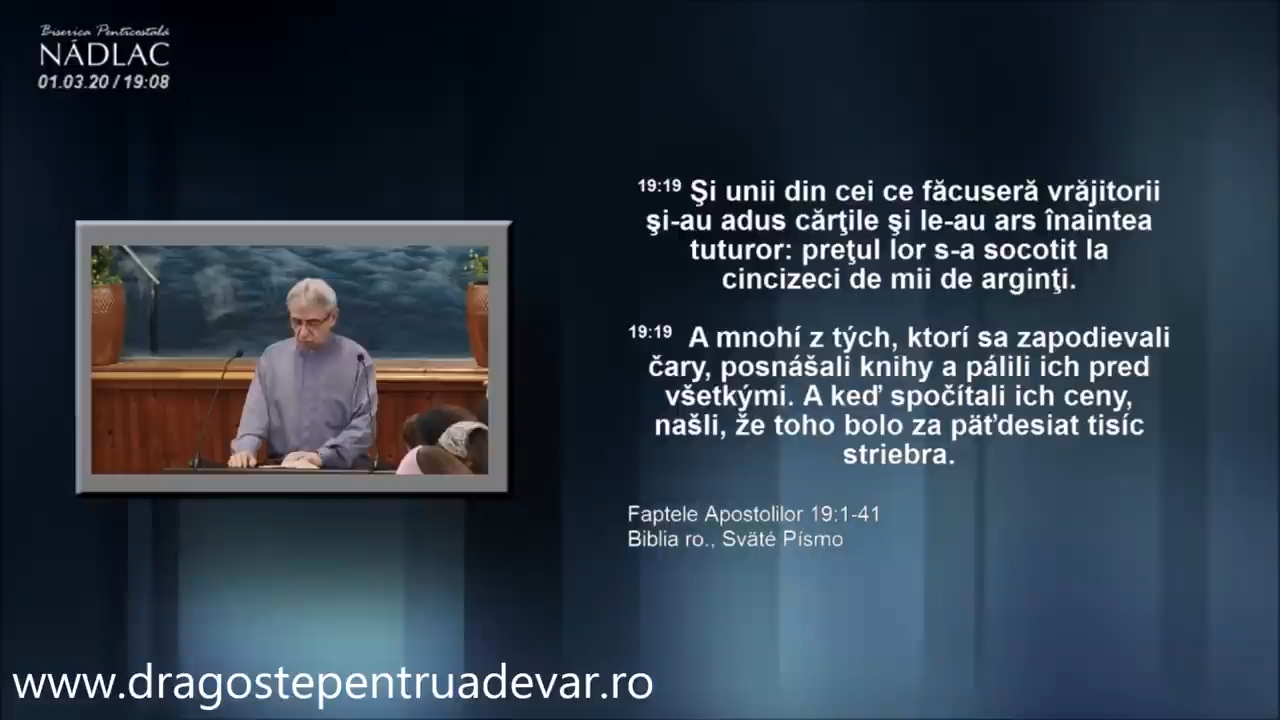 Biserica Penticostală
NĂDLAC
01.03.20 / 19:08
19:19 Şi unii din cei ce făcuseră vrăjitorii
şi-au adus cărţile şi le-au ars înaintea
tuturor: preţul lor s-a socotit la
cincizeci de mii de arginţi.
19:19 A mnohí z tých, ktorí sa zapodievali
čary, posnášali knihy a pálili ich pred
všetkými. A keď spočítali ich ceny,
našli, že toho bolo za päťdesiat tisíc
striebra.
Faptele Apostolilor 19:1-41
Biblia ro., Sväté Písmo
www.dragostepentruadevar.ro